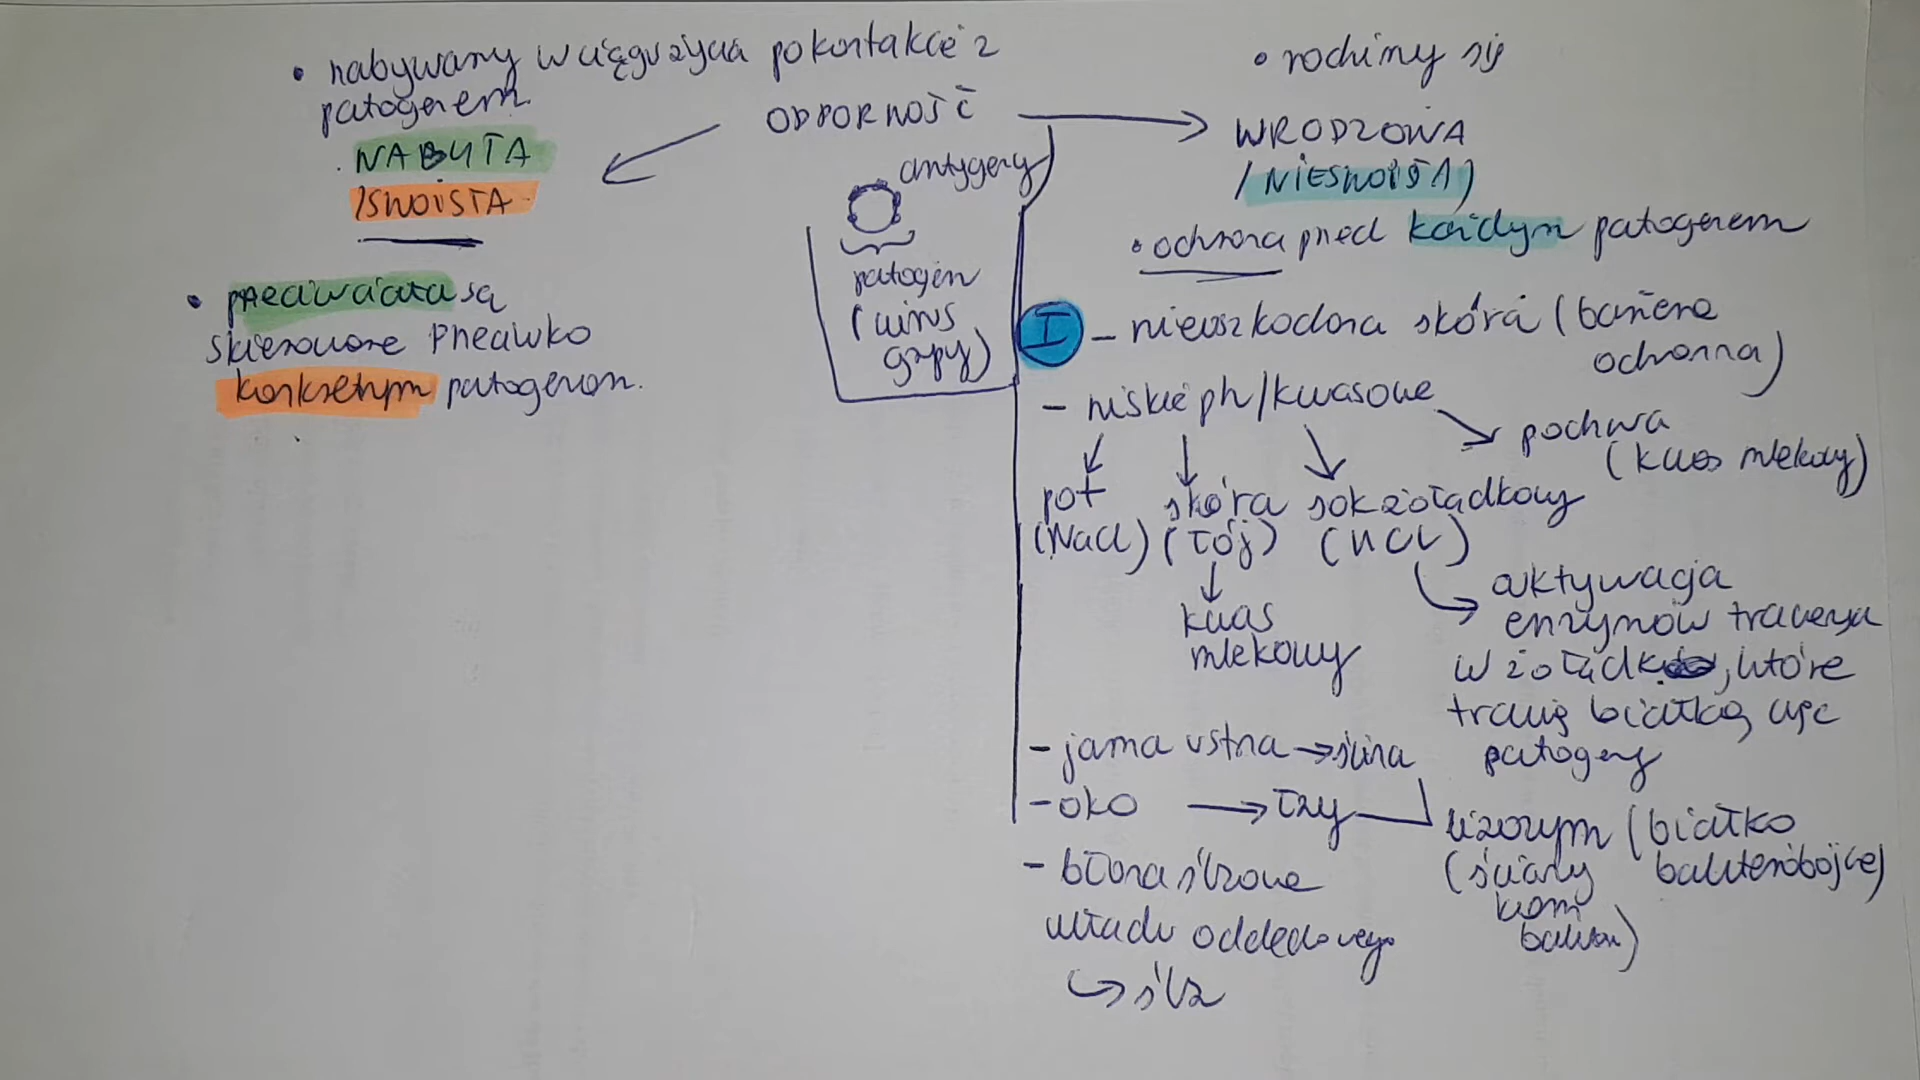 • nabywamy w ciągu życia po kontakcie z
patogenem.
NABYTA
/SWOISTA
• przeciwciała są
skierowane przeciwko
konkretnym patogenom.
ODPORNOŚĆ
antygeny
patogen
(wirus
grypy)
• rodzimy się
WRODZONA
/NIESWOISTA)
• ochrona przed każdym patogenem
I - nieuszkodzona skóra (bariera
ochronna)
- niskie ph/kwasowe
pochwa
(kwas mlekowy)
pot skóra sok żołądkowy
(NaCl) (łój) (HCl)
kwas
mlekowy
aktywacja
enzymów trawienia
w żołądku, które
trawią białka, więc
patogeny
- jama ustna → ślina
- oko → łzy
lizozym (białko
bakteriobójcze)
(ściany
kom
bakterii)
- błona śluzowa
układu oddechowego
↳ śluz